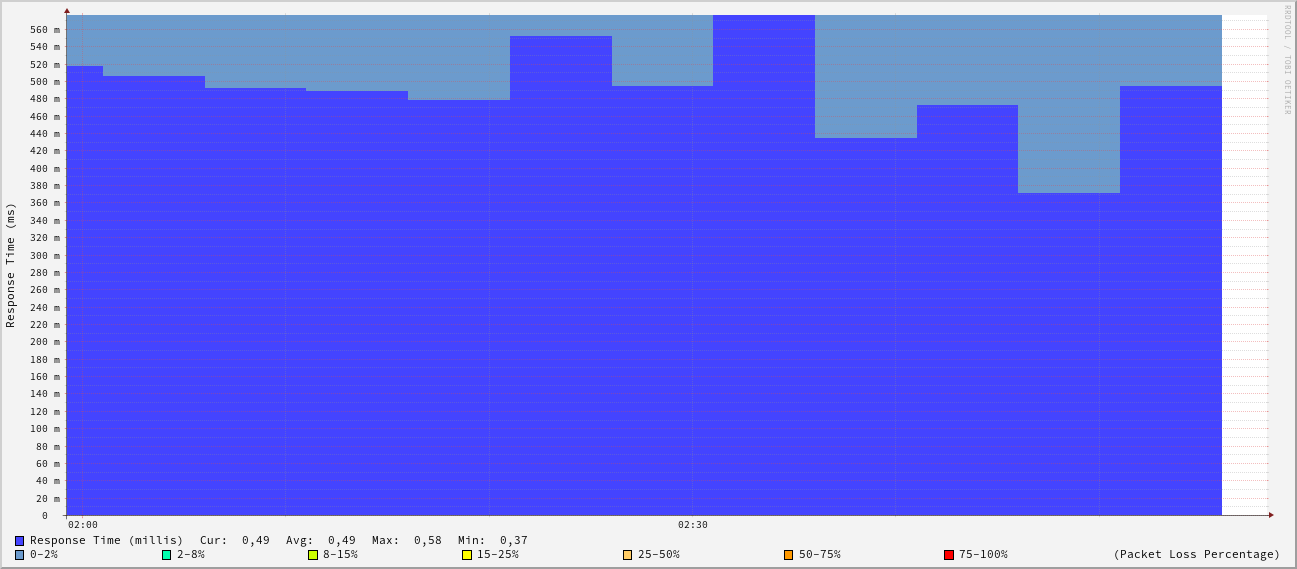 RRDTOOL / TOBI OETIKER
Response Time (ms)
560 m
540 m
520 m
500 m
480 m
460 m
440 m
420 m
400 m
380 m
360 m
340 m
320 m
300 m
280 m
260 m
240 m
220 m
200 m
180 m
160 m
140 m
120 m
100 m
80 m
60 m
40 m
20 m
0
02:00 02:30
Response Time (millis) Cur: 0,49 Avg: 0,49 Max: 0,58 Min: 0,37
0-2% 2-8% 8-15% 15-25% 25-50% 50-75% 75-100% (Packet Loss Percentage)